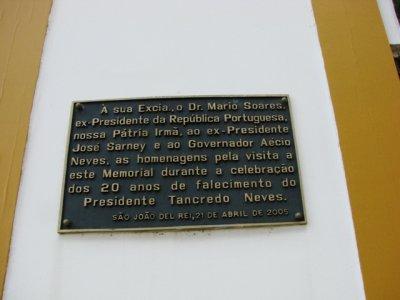 À sua Excia., o Dr. Mario Soares,
ex-Presidente da República Portuguesa,
nossa Pátria Irmã, ao ex-Presidente
José Sarney e ao Governador Aécio
Neves, as homenagens pela visita a
este Memorial durante a celebração
dos 20 anos de falecimento do
Presidente Tancredo Neves.
SÃO JOÃO DEL REI, 21 DE ABRIL DE 2005